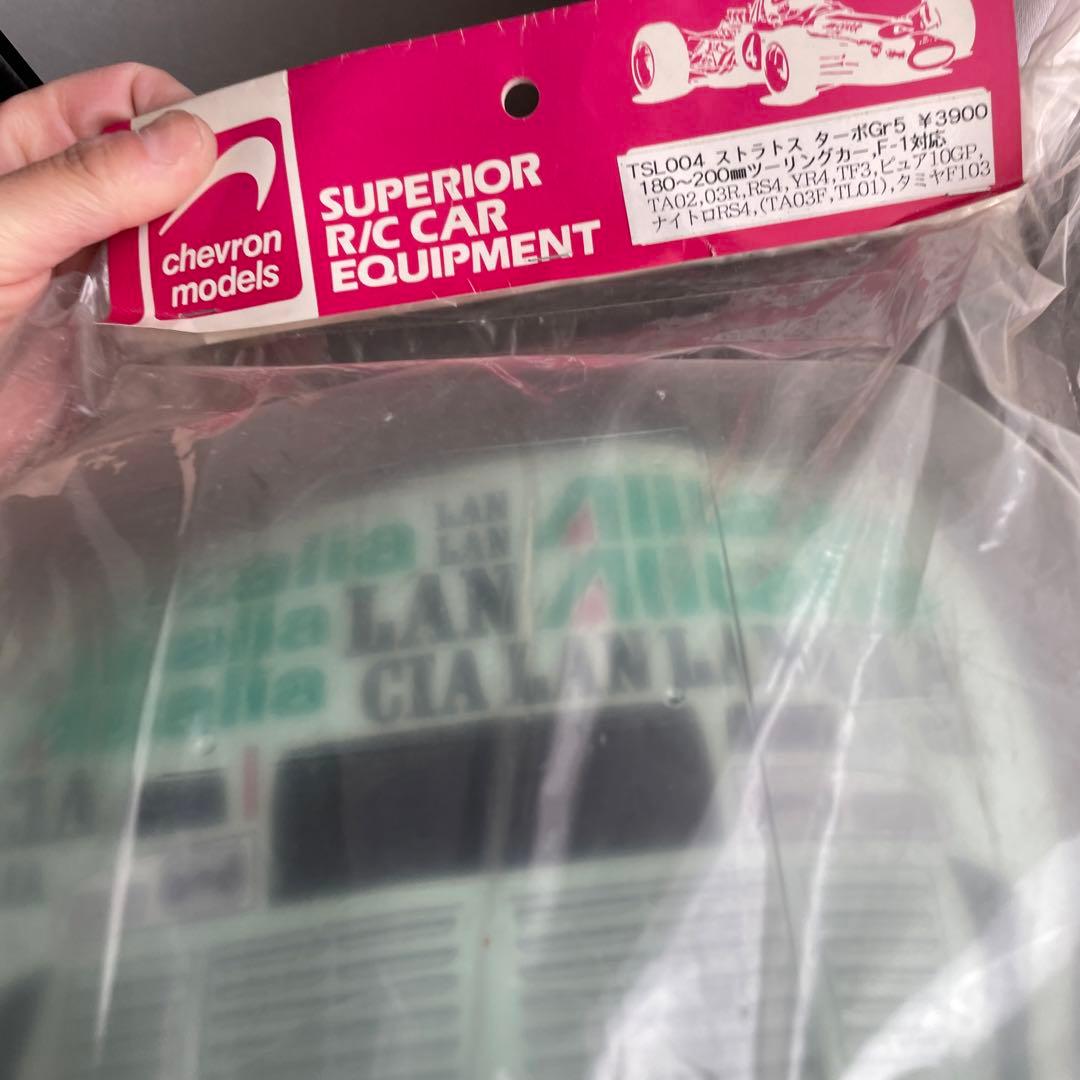 chevron
models
SUPERIOR
R/C CAR
EQUIPMENT
4
TSL004 ストラトス ターボGr5 ¥3900
180~200㎜ツーリングカー,F-1対応
TA02,03R,RS4,YR4,TF3,ピュア10GP,
ナイトロRS4,(TA03F,TL01),タミヤF103
LAN
LAN
LAN
CIA LAN